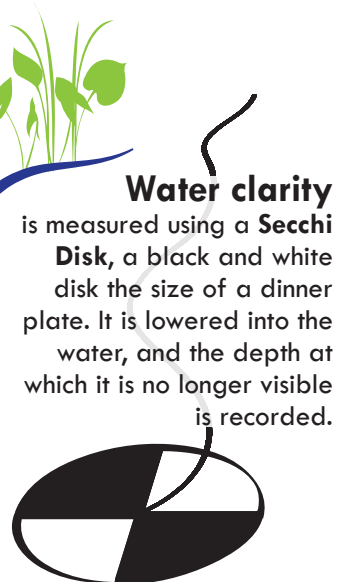 Water clarity
is measured using a Secchi
Disk, a black and white
disk the size of a dinner
plate. It is lowered into the
water, and the depth at
which it is no longer visible
is recorded.